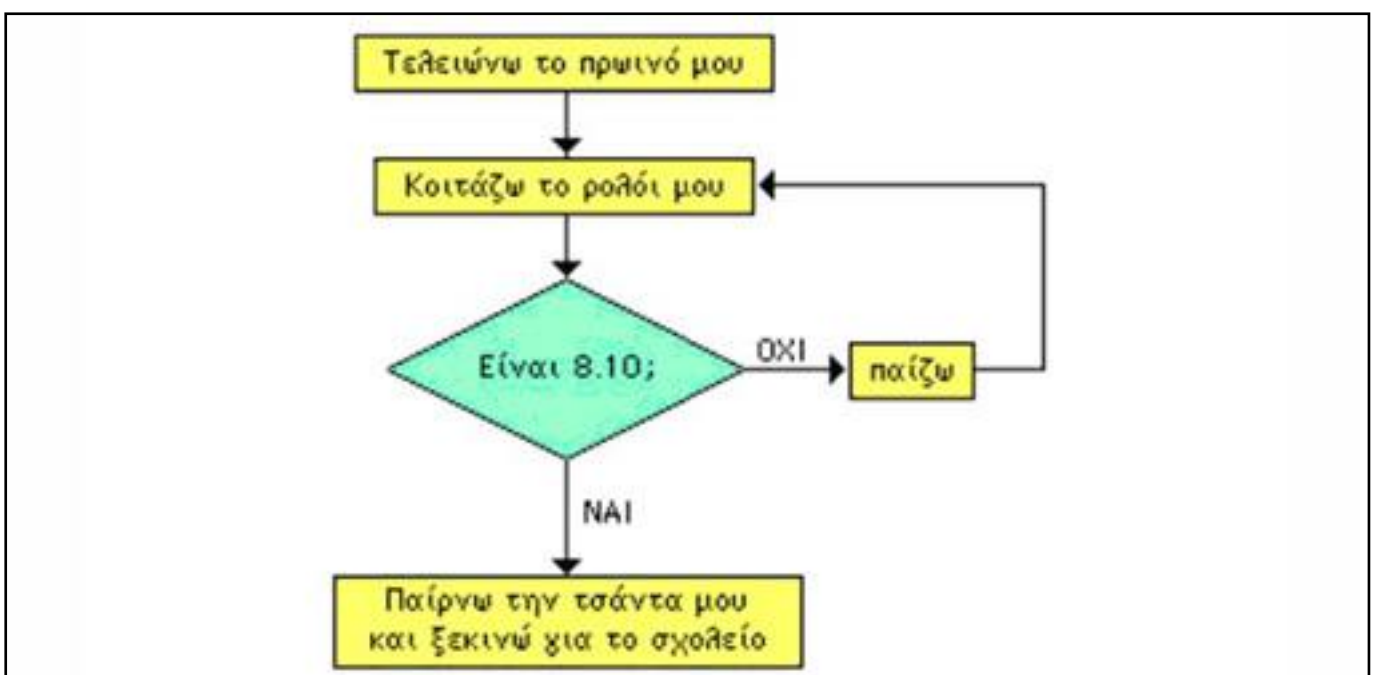 Τελειώνω το πρωινό μου
Κοιτάζω το ρολόι μου
Είναι 8.10;
ΟΧΙ
παίζω
ΝΑΙ
Παίρνω την τσάντα μου
και ξεκινώ για το σχολείο